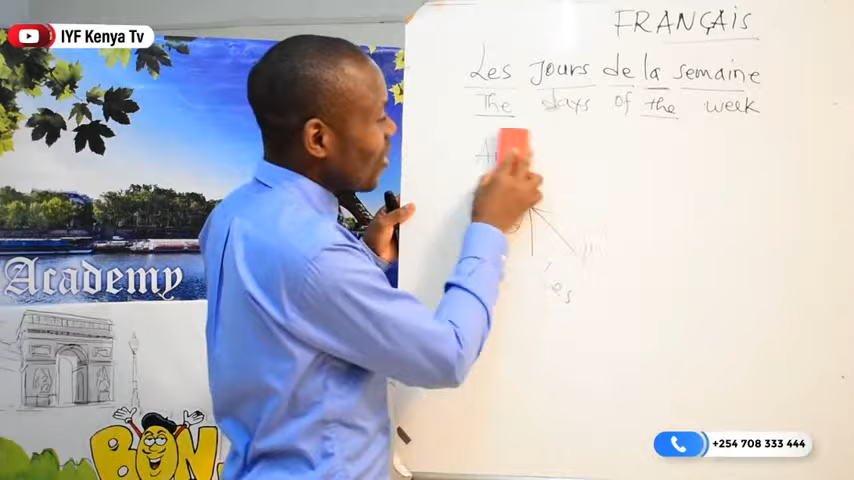 IYF Kenya Tv
FRANÇAIS
Les Jours de la semaine
The days of the week
es
Academy
BON
+254 708 333 444